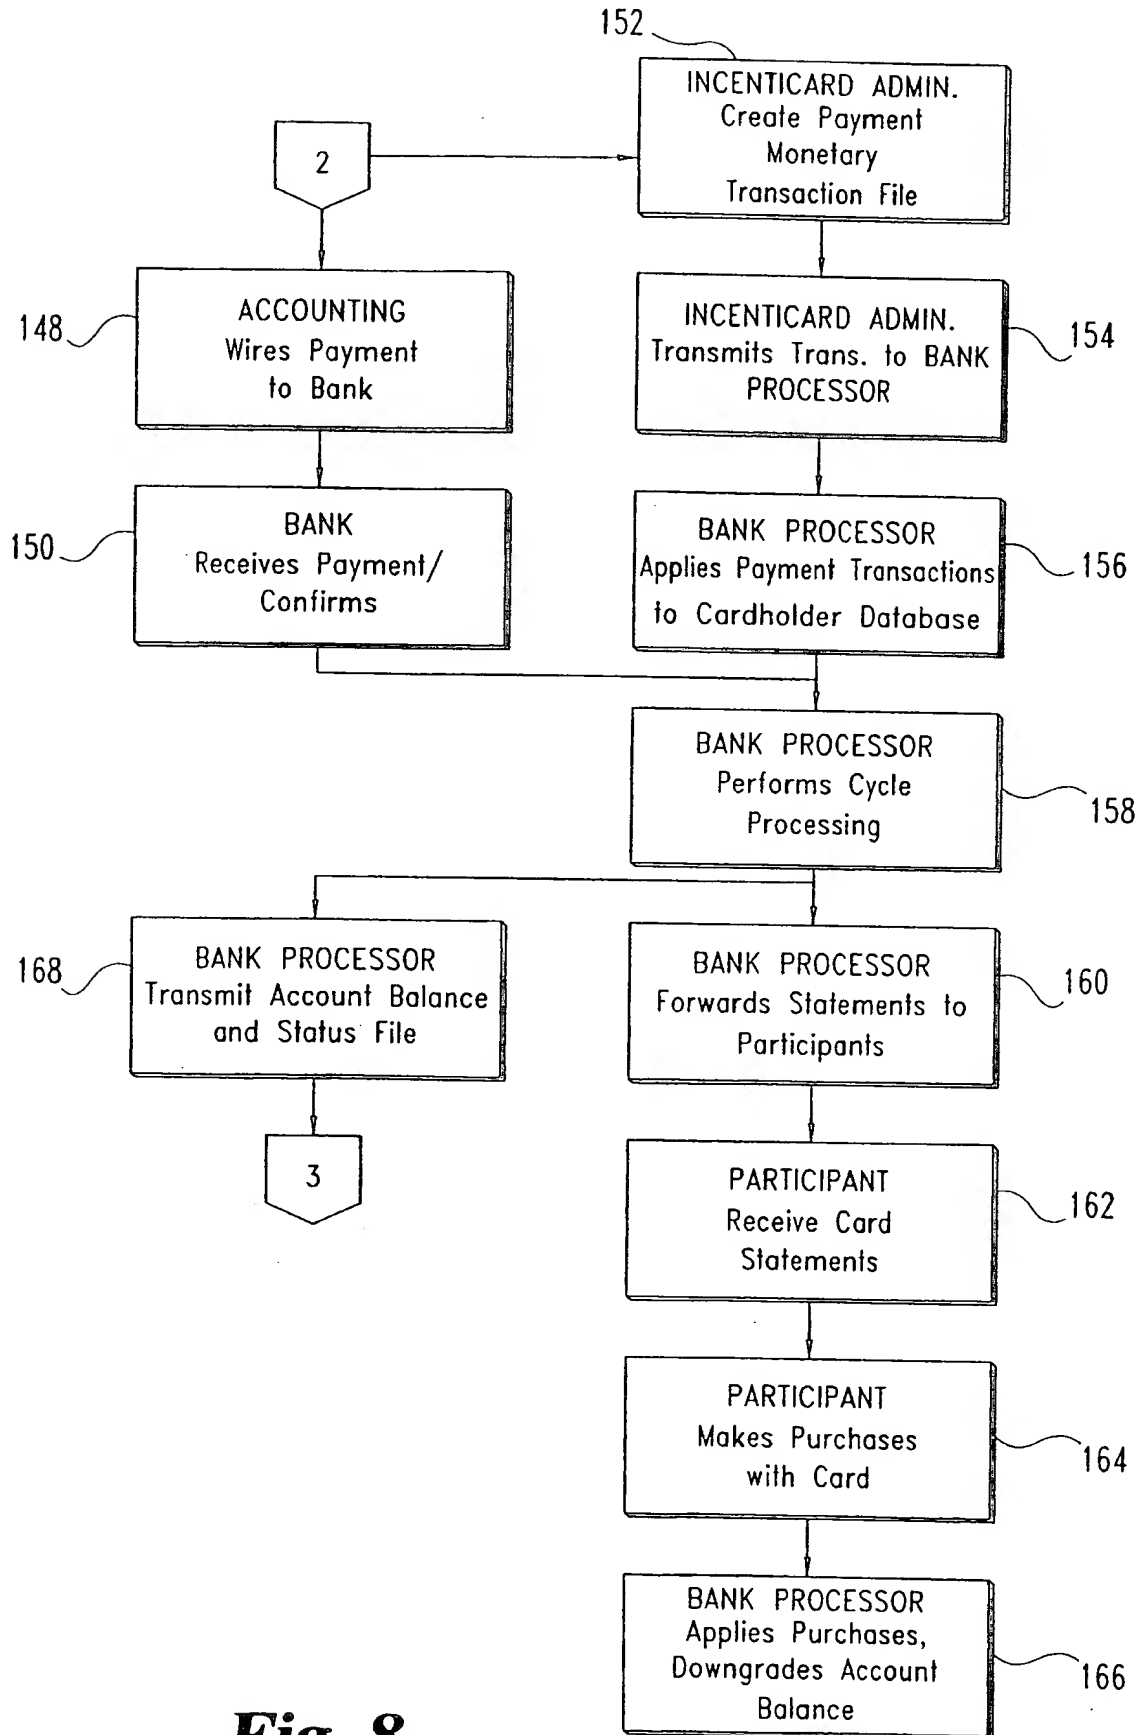 152
INCENTICARD ADMIN.
Create Payment
Monetary
Transaction File
2
148
ACCOUNTING
Wires Payment
to Bank
INCENTICARD ADMIN.
Transmits Trans. to BANK
PROCESSOR
154
150
BANK
Receives Payment/
Confirms
BANK PROCESSOR
Applies Payment Transactions
to Cardholder Database
156
BANK PROCESSOR
Performs Cycle
Processing
158
168
BANK PROCESSOR
Transmit Account Balance
and Status File
BANK PROCESSOR
Forwards Statements to
Participants
160
3
PARTICIPANT
Receive Card
Statements
162
PARTICIPANT
Makes Purchases
with Card
164
BANK PROCESSOR
Applies Purchases,
Downgrades Account
Balance
166
Fig. 8